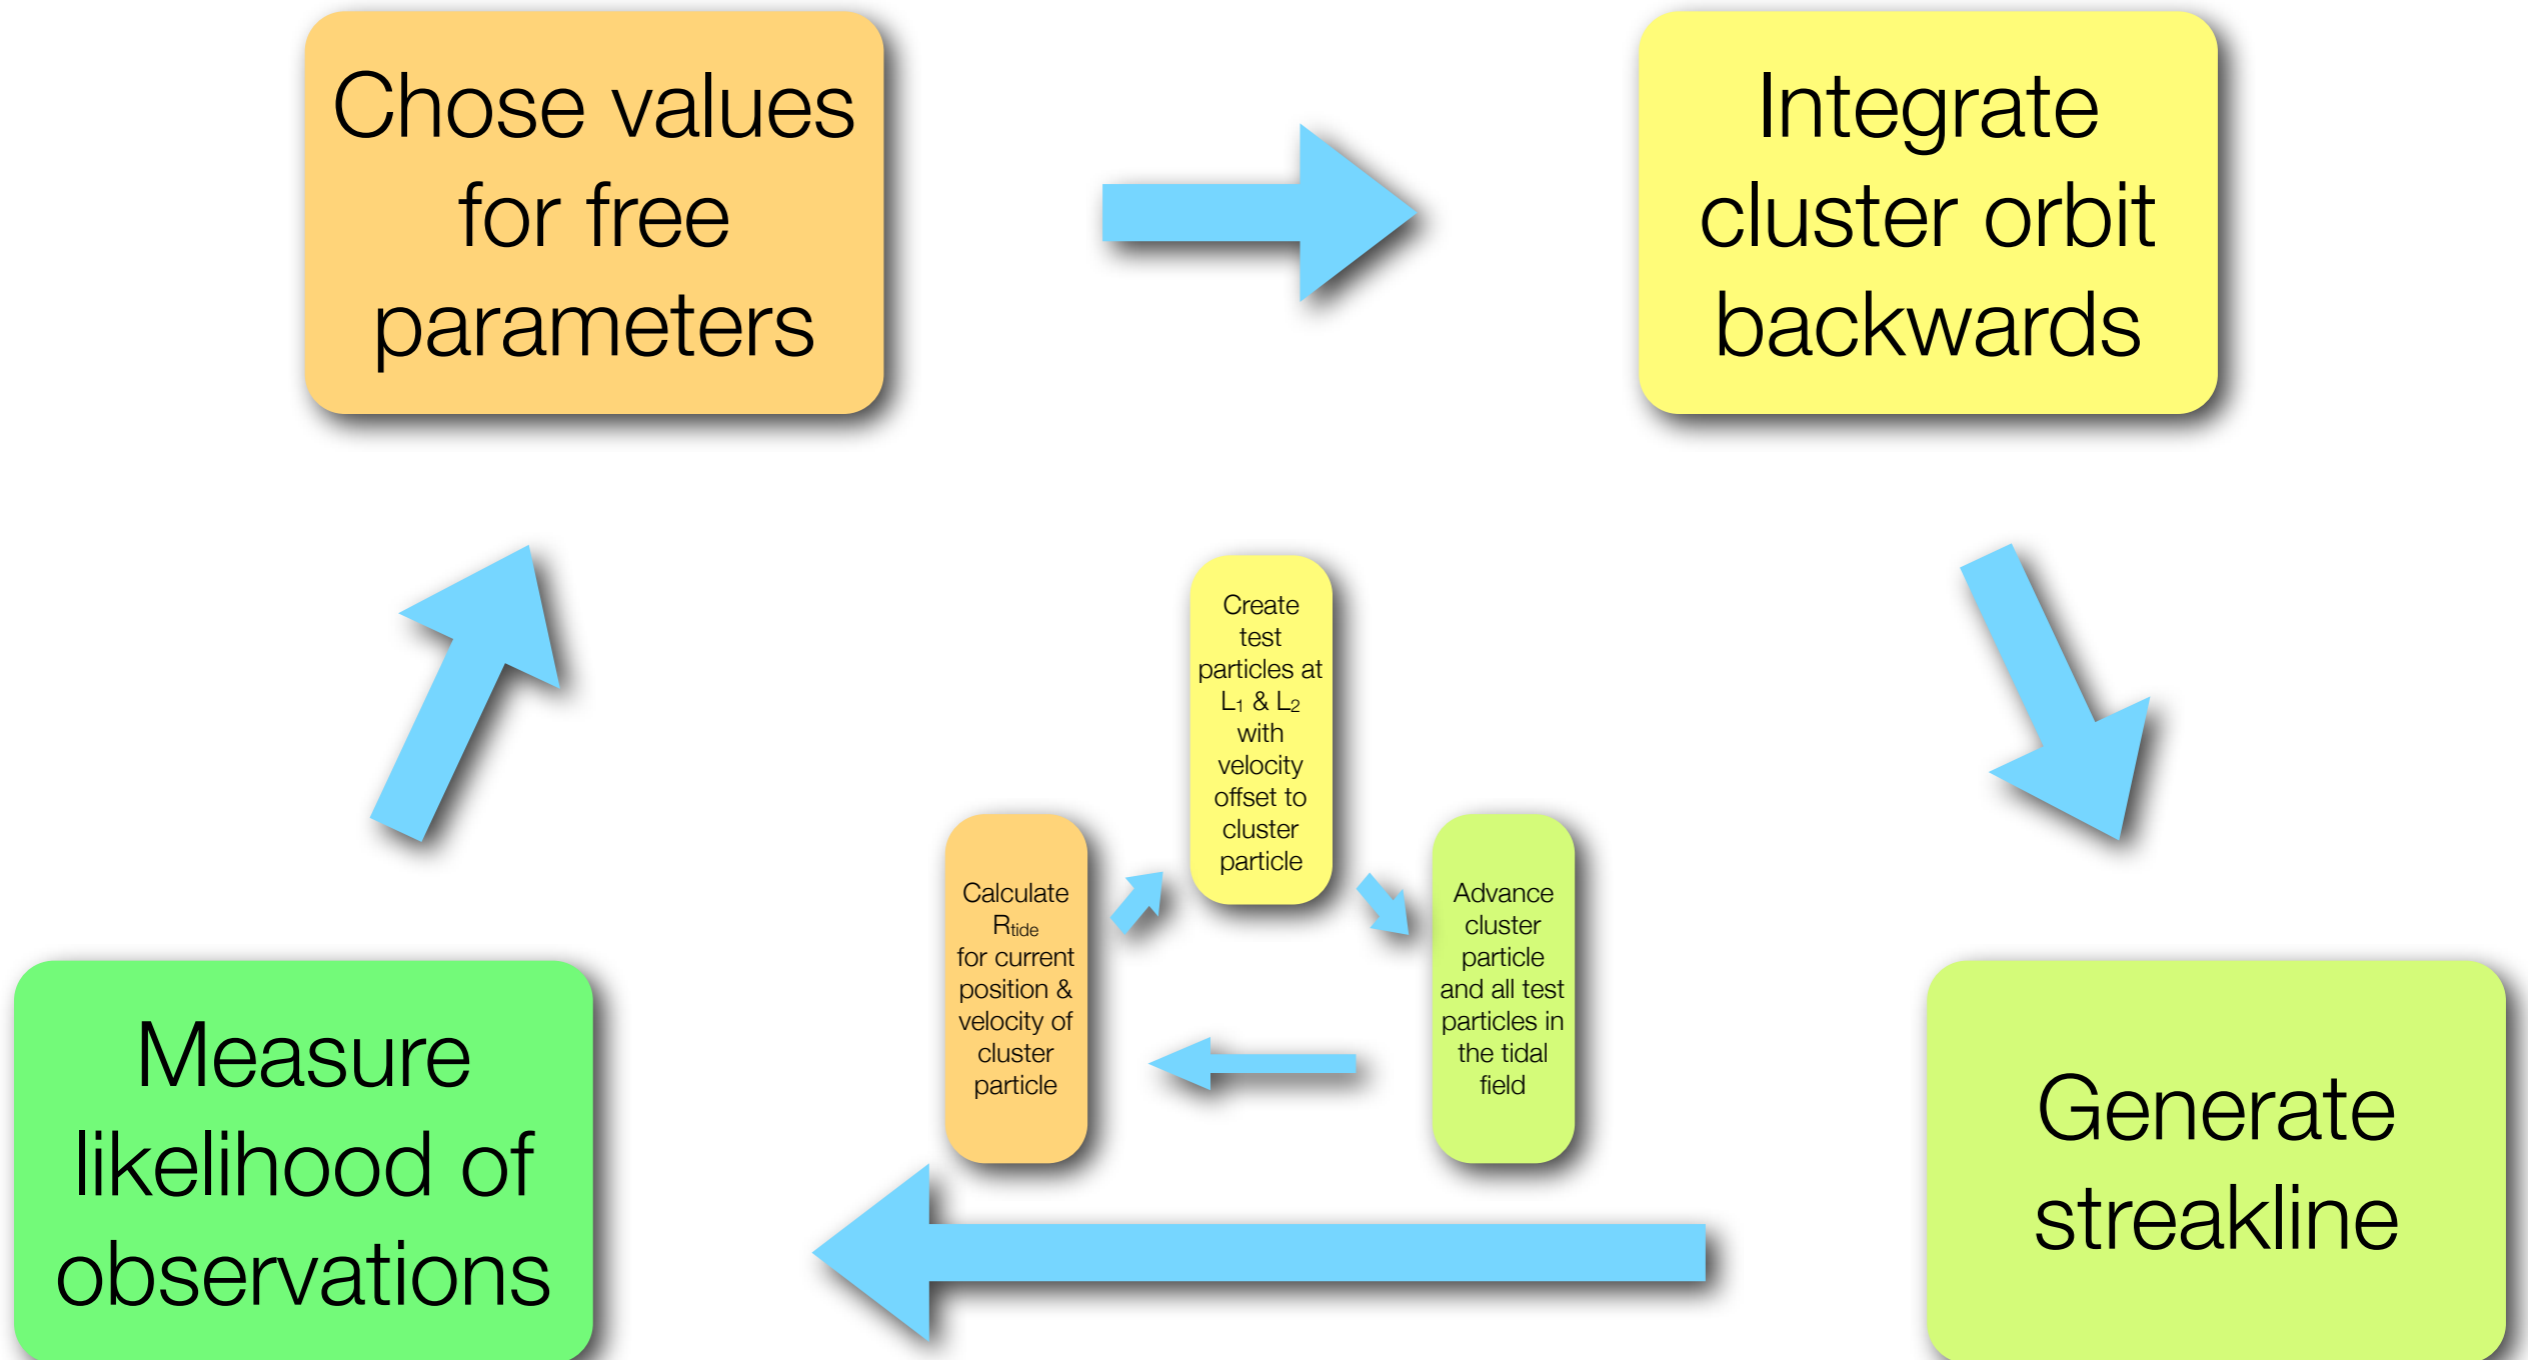 Chose values
for free
parameters
Integrate
cluster orbit
backwards
Create
test
particles at
L₁ & L₂
with
velocity
offset to
cluster
particle
Calculate
Rtide
for current
position &
velocity of
cluster
particle
Advance
cluster
particle
and all test
particles in
the tidal
field
Measure
likelihood of
observations
Generate
streakline